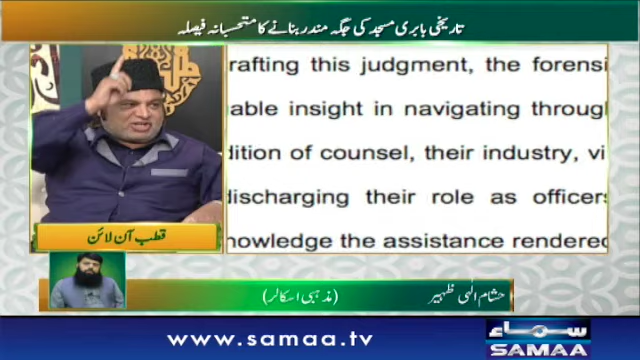 تاریخی بابری مسجد کی جگہ مندر بنانے کا متعصبانہ فیصلہ
rafting this judgment, the forensi
able insight in navigating through
dition of counsel, their industry, vi
discharging their role as officers
nowledge the assistance rendered
قطب آن لائن
حشام الٰہی ظہیر (مذہبی اسکالر)
www.samaa.tv
سماء
SAMAA